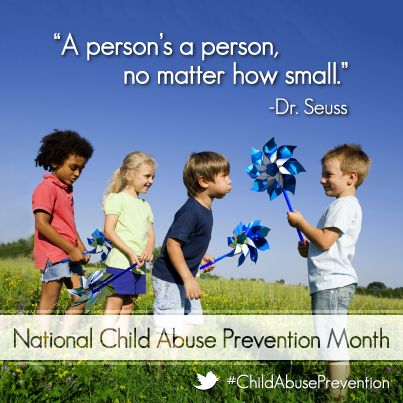 “A person’s a person,
no matter how small.”
-Dr. Seuss
National Child Abuse Prevention Month
#ChildAbusePrevention